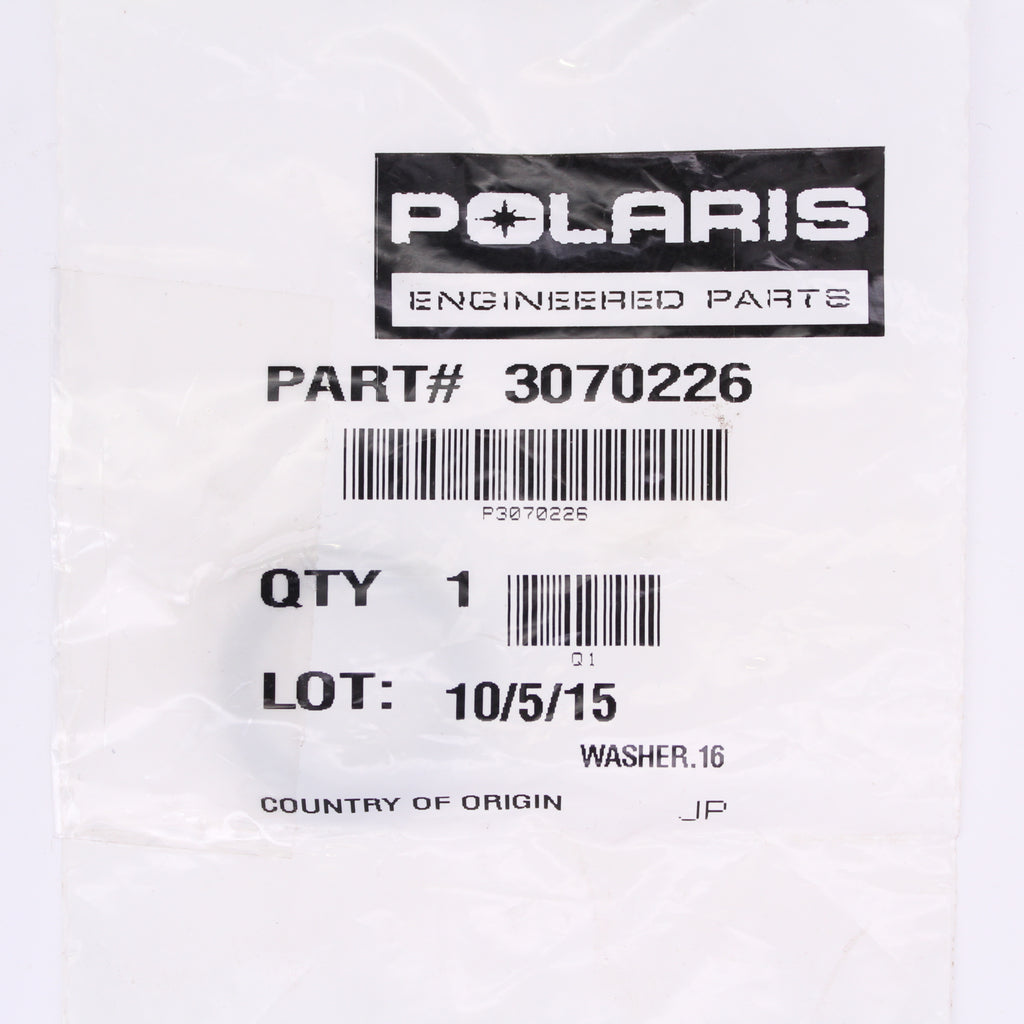 POLARIS
ENGINEERED PARTS
PART# 3070226
P3070226
QTY 1
Q1
LOT: 10/5/15
WASHER.16
COUNTRY OF ORIGIN JP